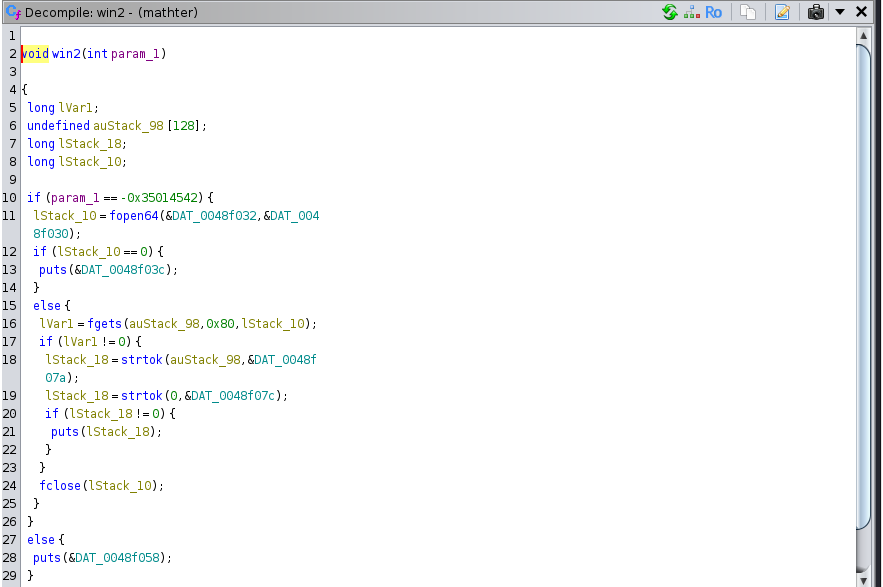 Decompile: win2 - (mathter)
Ro
1
2 void win2(int param_1)
3
4 {
5 long lVar1;
6 undefined auStack_98 [128];
7 long lStack_18;
8 long lStack_10;
9
10 if (param_1 == -0x35014542) {
11 lStack_10 = fopen64(&DAT_0048f032,&DAT_004
8f030);
12 if (lStack_10 == 0) {
13 puts(&DAT_0048f03c);
14 }
15 else {
16 lVar1 = fgets(auStack_98,0x80,lStack_10);
17 if (lVar1 != 0) {
18 lStack_18 = strtok(auStack_98,&DAT_0048f
07a);
19 lStack_18 = strtok(0,&DAT_0048f07c);
20 if (lStack_18 != 0) {
21 puts(lStack_18);
22 }
23 }
24 fclose(lStack_10);
25 }
26 }
27 else {
28 puts(&DAT_0048f058);
29 }